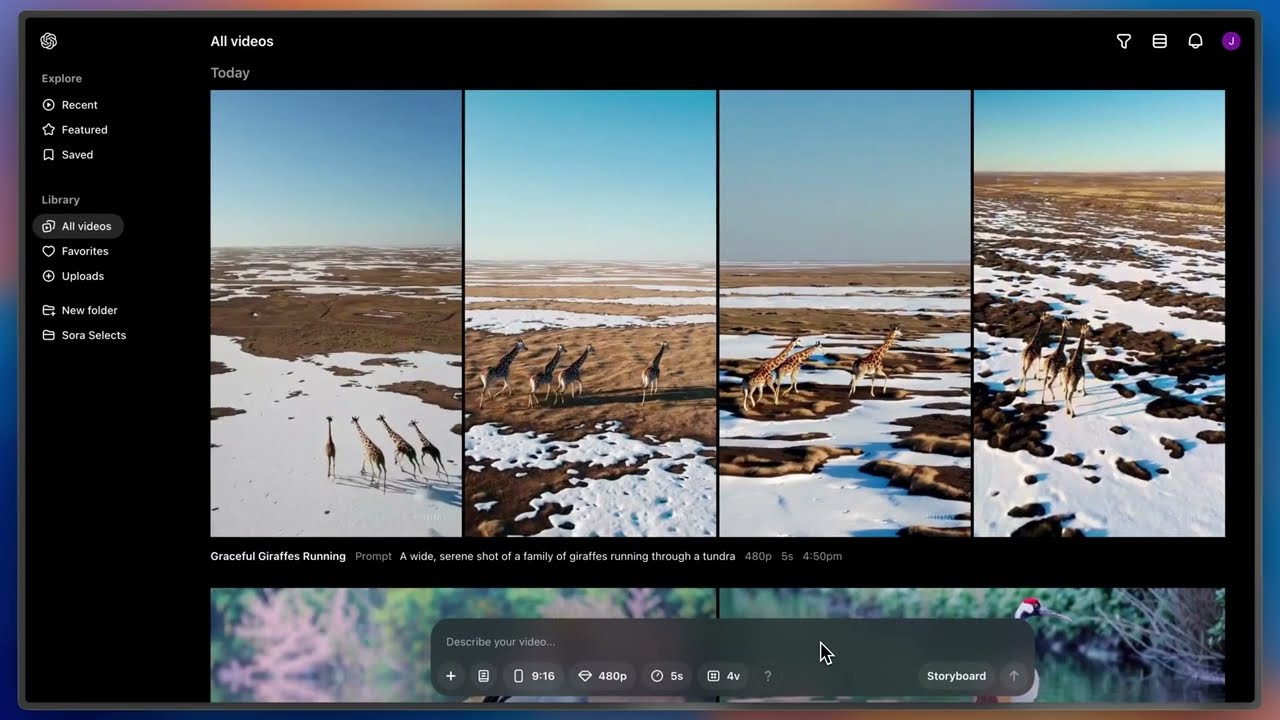 All videos
Explore
Today
Recent
Featured
Saved
Library
All videos
Favorites
Uploads
New folder
Sora Selects
J
Graceful Giraffes Running Prompt A wide, serene shot of a family of giraffes running through a tundra 480p 5s 4:50pm
Describe your video...
+ 9:16 480p 5s 4v ? Storyboard